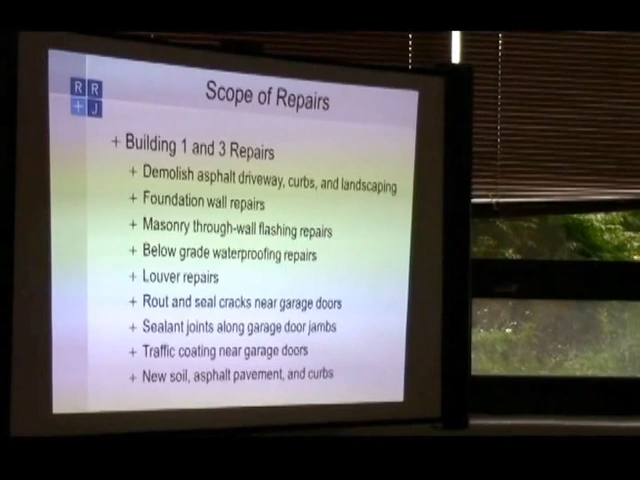 R R
+ J
Scope of Repairs
+ Building 1 and 3 Repairs
+ Demolish asphalt driveway, curbs, and landscaping
+ Foundation wall repairs
+ Masonry through-wall flashing repairs
+ Below grade waterproofing repairs
+ Louver repairs
+ Rout and seal cracks near garage doors
+ Sealant joints along garage door jambs
+ Traffic coating near garage doors
+ New soil, asphalt pavement, and curbs